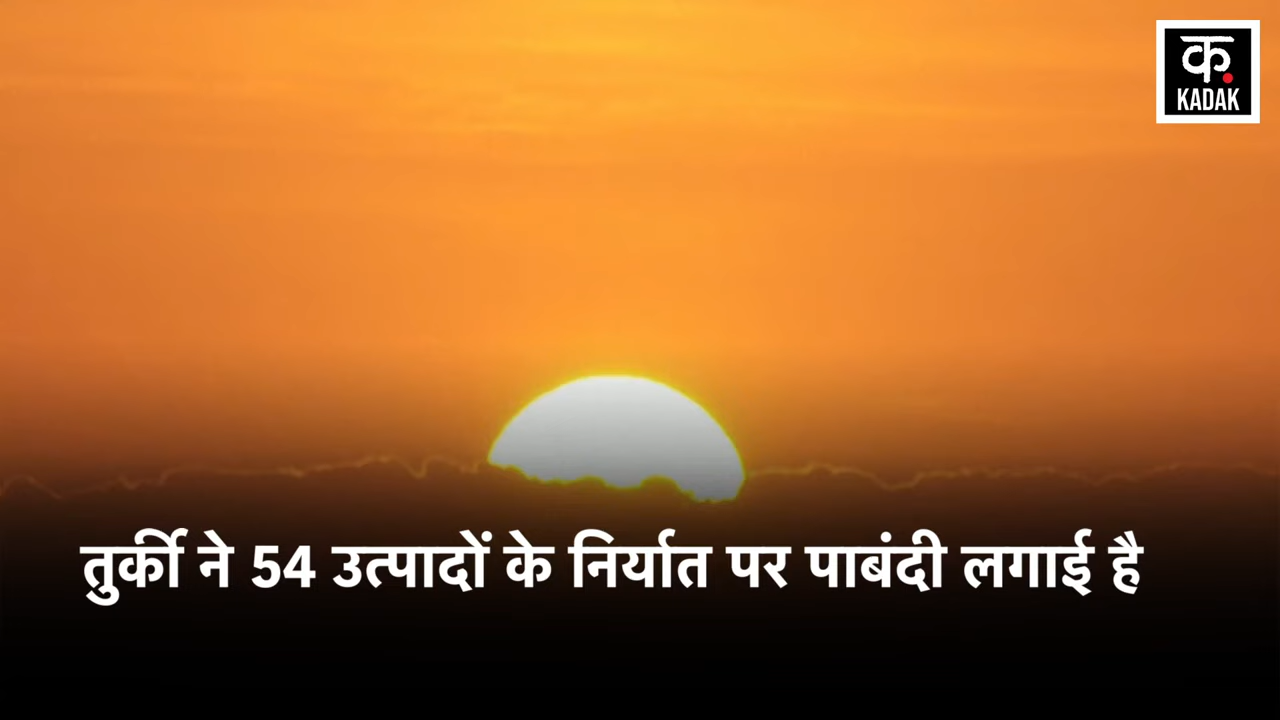 क.
KADAK
तुर्की ने 54 उत्पादों के निर्यात पर पाबंदी लगाई है